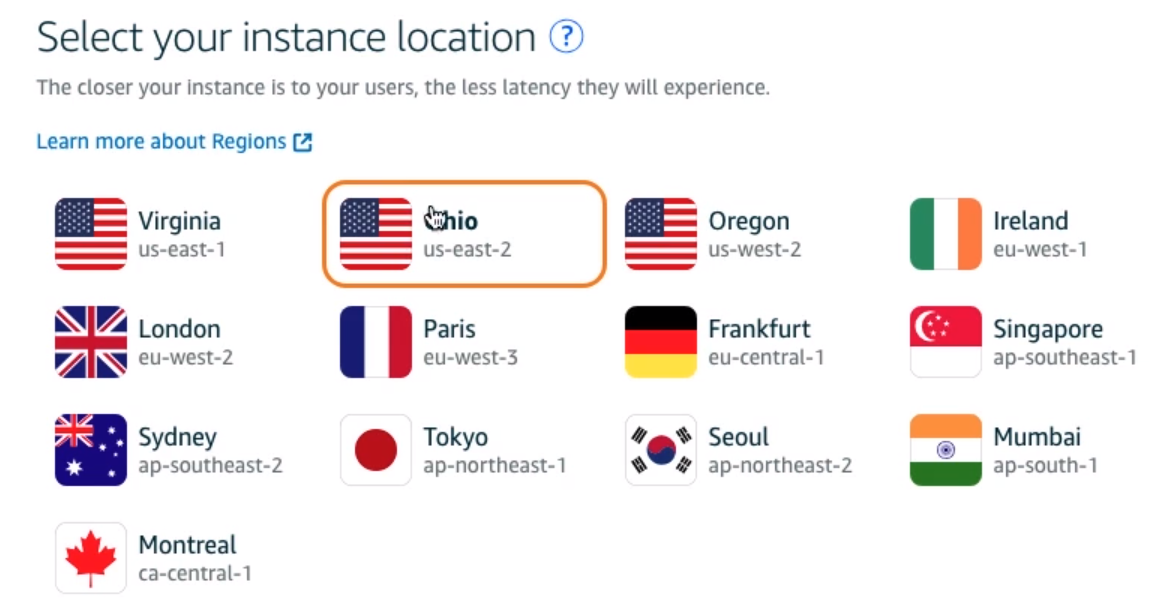 Select your instance location ?
The closer your instance is to your users, the less latency they will experience.
Learn more about Regions
Virginia
us-east-1
Ohio
us-east-2
Oregon
us-west-2
Ireland
eu-west-1
London
eu-west-2
Paris
eu-west-3
Frankfurt
eu-central-1
Singapore
ap-southeast-1
Sydney
ap-southeast-2
Tokyo
ap-northeast-1
Seoul
ap-northeast-2
Mumbai
ap-south-1
Montreal
ca-central-1